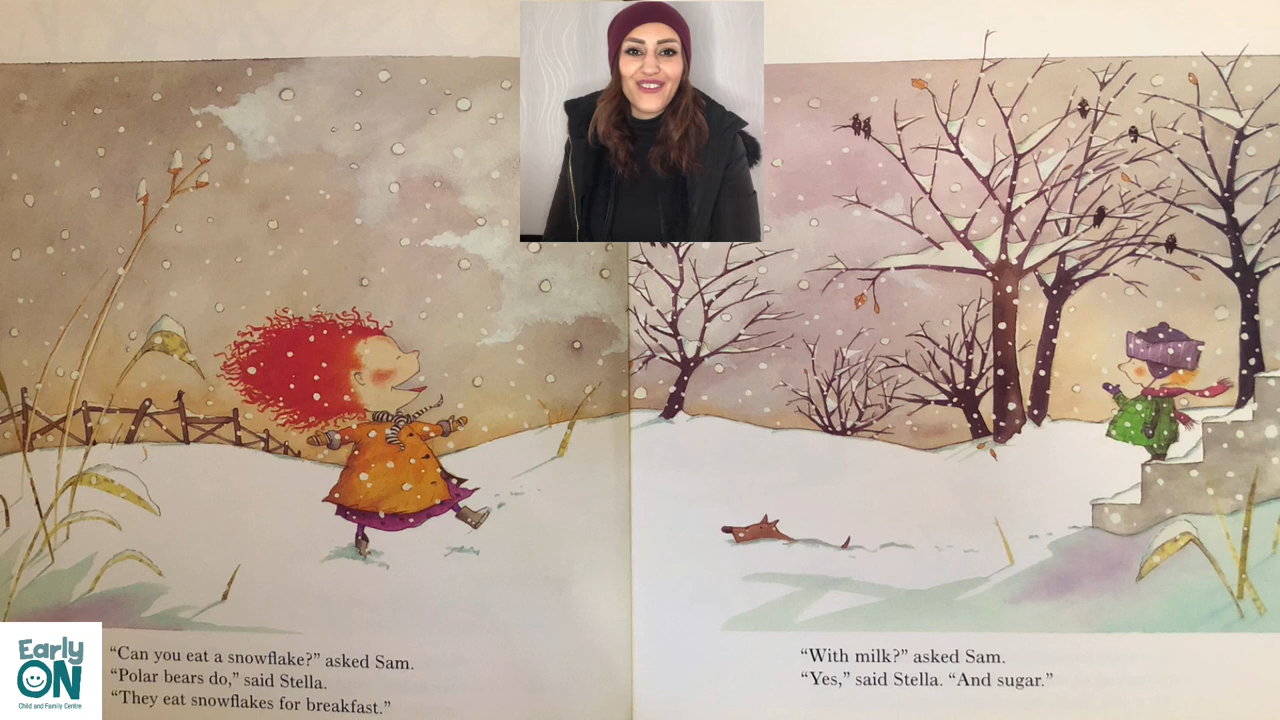 Early
ON
Child and Family Centre
“Can you eat a snowflake?” asked Sam.
“Polar bears do,” said Stella.
“They eat snowflakes for breakfast.”
“With milk?” asked Sam.
“Yes,” said Stella. “And sugar.”